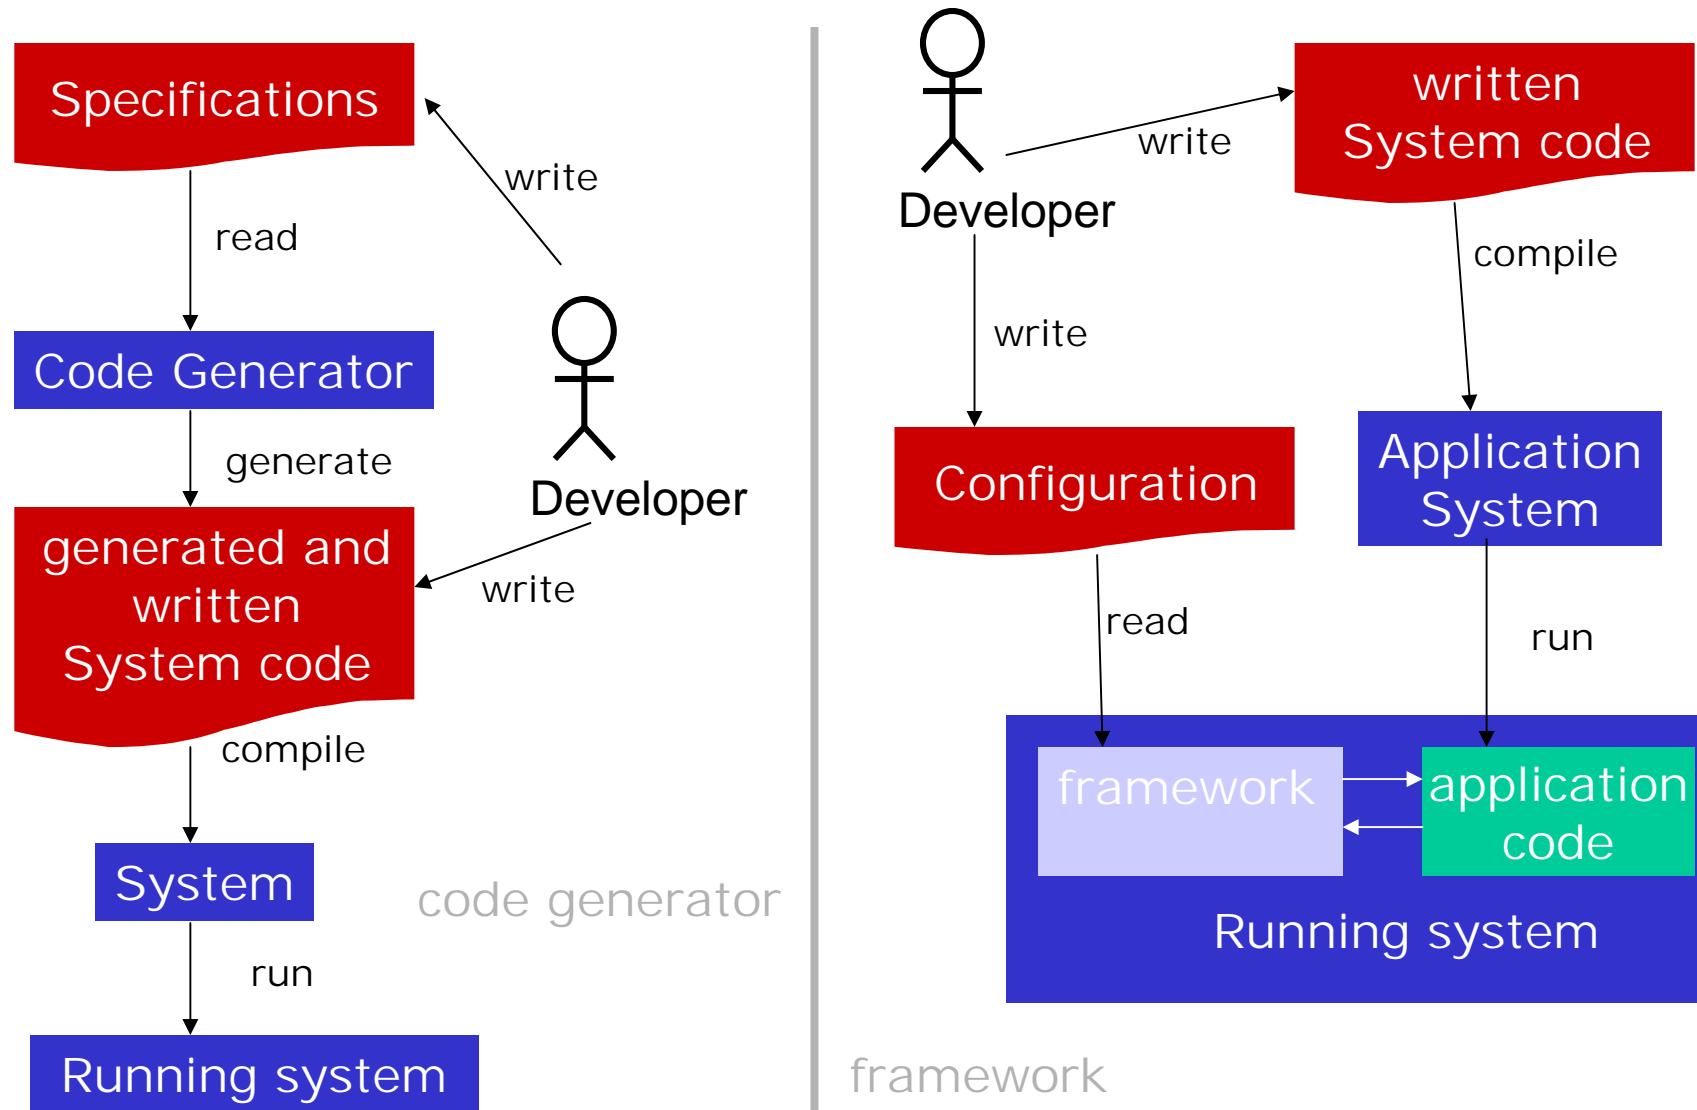 Specifications
write
read
Code Generator
generate
Developer
generated and
written
System code
write
compile
System
code generator
run
Running system
written
System code
write
Developer
compile
write
Configuration
Application
System
read
run
framework
application
code
Running system
framework